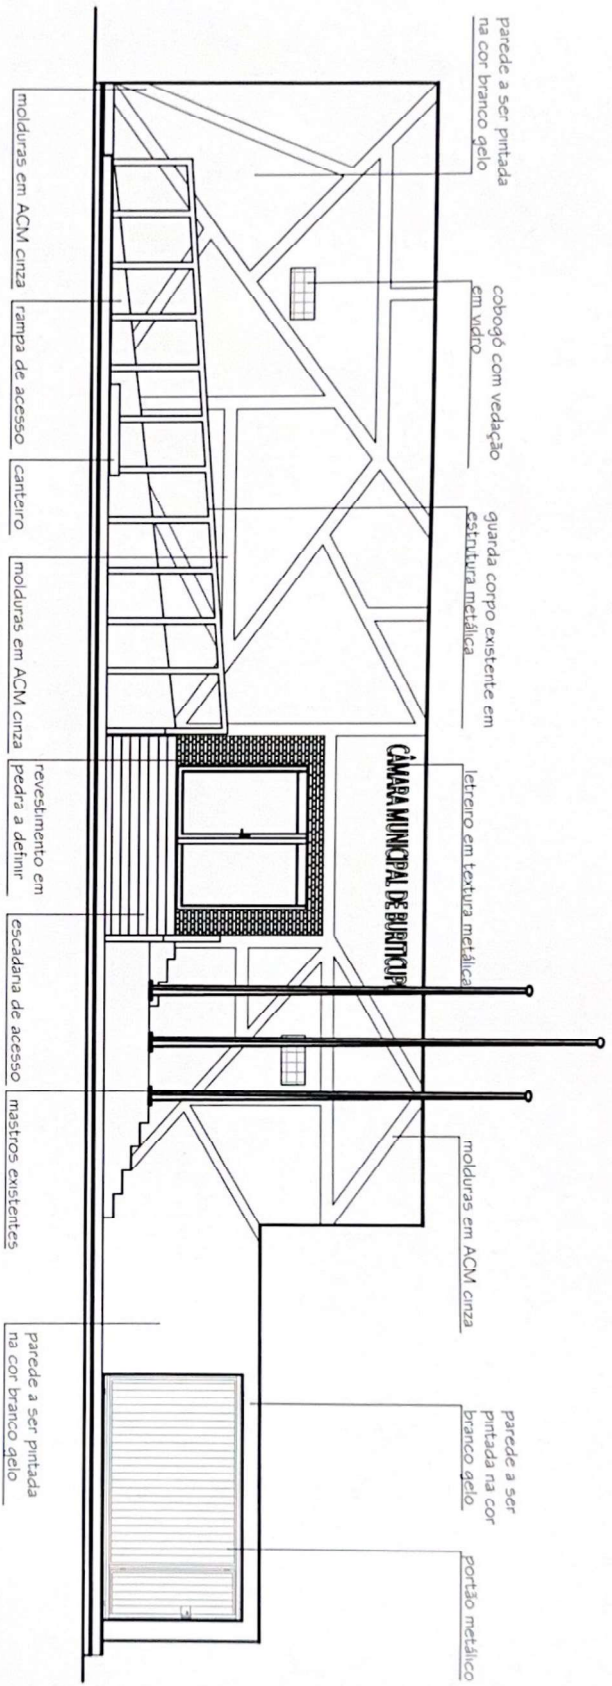 parede a ser pintada
na cor branco gelo
cobogó com vedação
em vidro
guarda corpo existente em
estrutura metálica
letreiro em textura metálica
molduras em ACM cinza
parede a ser
pintada na cor
branco gelo
portão metálico
CÂMARA MUNICIPAL DE BURITICUPU
molduras em ACM cinza
rampa de acesso
canteiro
molduras em ACM cinza
revestimento em
pedra a definir
escadaria de acesso
mastros existentes
parede a ser pintada
na cor branco gelo